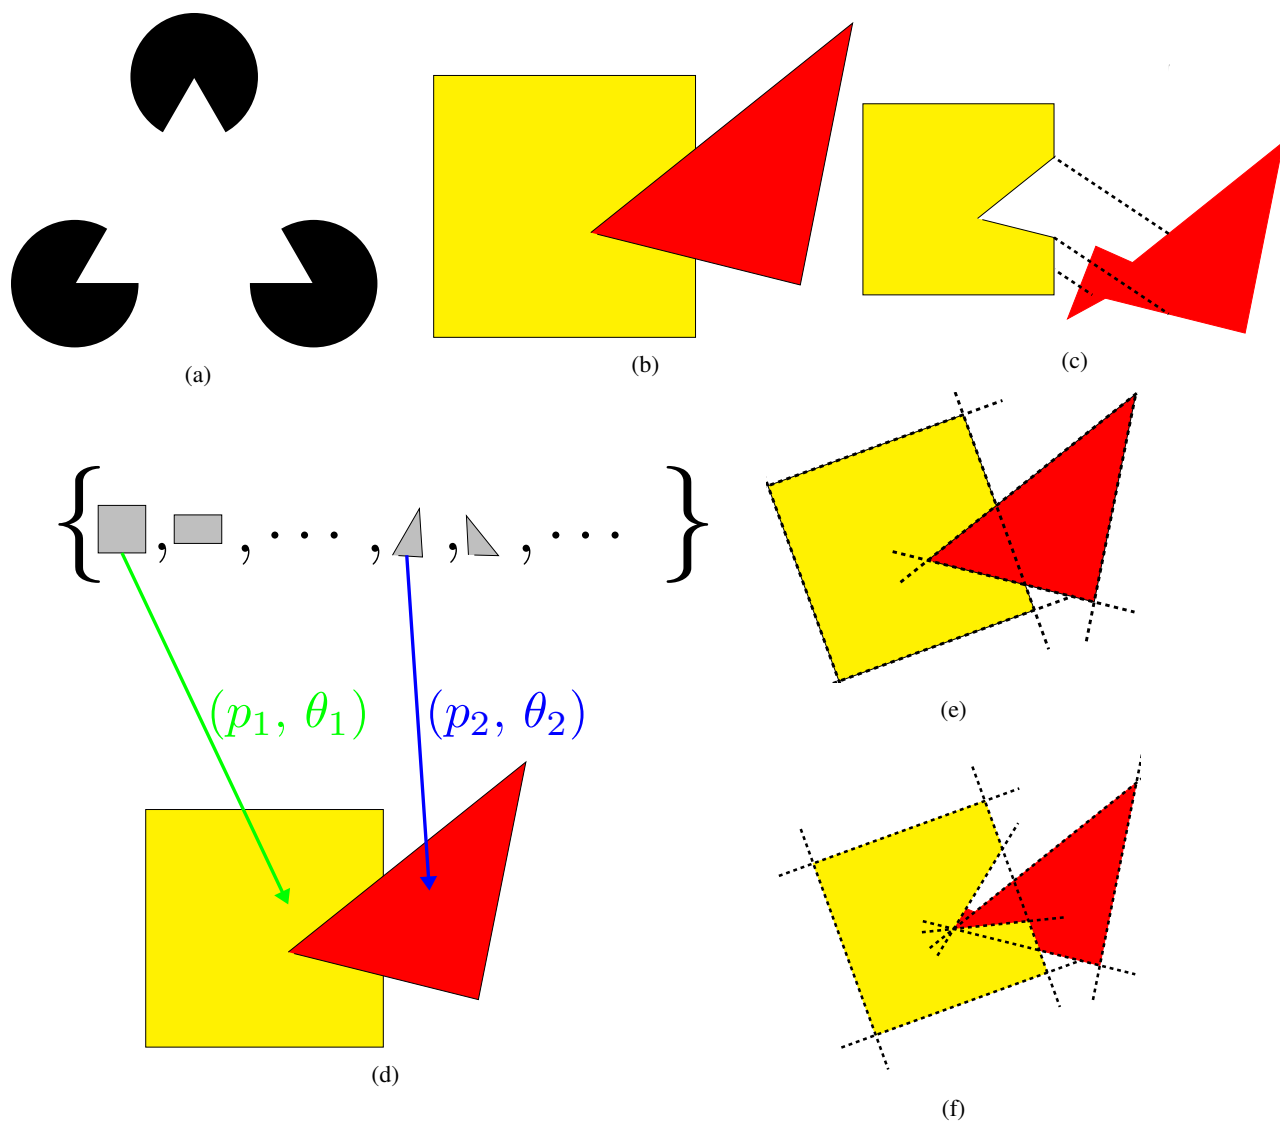 (a)
(b)
(c)
{ , , · · · , , , · · · }
(p₁, θ₁) (p₂, θ₂)
(d)
(e)
(f)